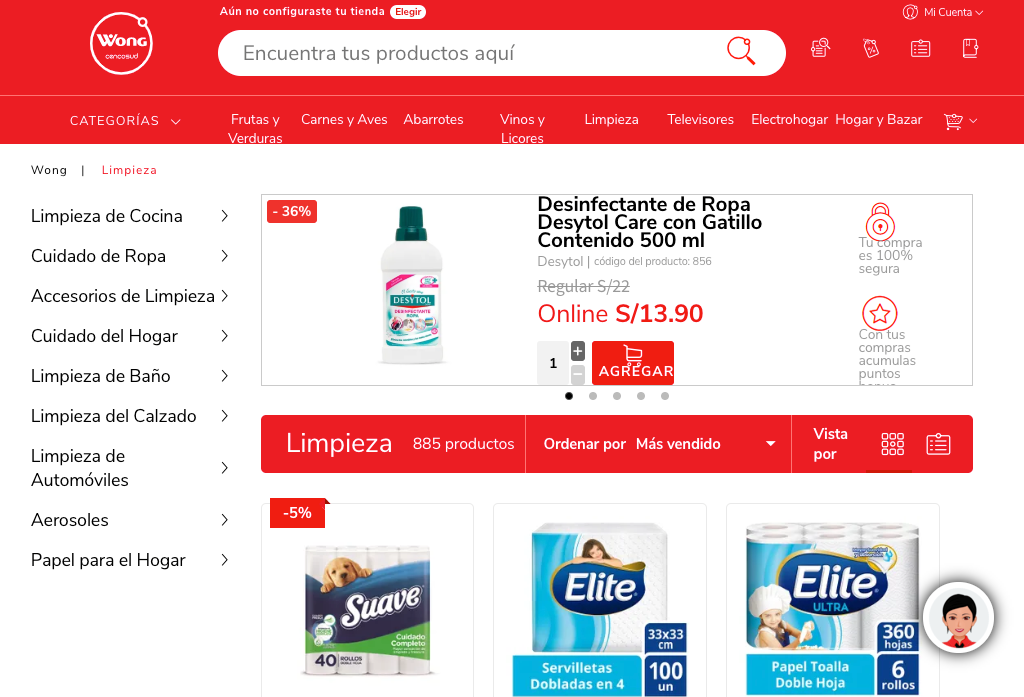 Aún no configuraste tu tienda Elegir
Mi Cuenta
Wong
cencosud
Encuentra tus productos aquí
CATEGORÍAS
Frutas y
Verduras
Carnes y Aves
Abarrotes
Vinos y
Licores
Limpieza
Televisores
Electrohogar
Hogar y Bazar
Wong | Limpieza
Limpieza de Cocina
Cuidado de Ropa
Accesorios de Limpieza
Cuidado del Hogar
Limpieza de Baño
Limpieza del Calzado
Limpieza de
Automóviles
Aerosoles
Papel para el Hogar
- 36%
DESYTOL
DESINFECTANTE
ROPA
Desinfectante de Ropa
Desytol Care con Gatillo
Contenido 500 ml
Desytol | código del producto: 856
Regular S/22
Online S/13.90
1
+
−
AGREGAR
Tu compra
es 100%
segura
Con tus
compras
acumulas
puntos
Limpieza 885 productos
Ordenar por Más vendido
Vista
por
-5%
Suave
Cuidado
Completo
40 ROLLOS
Elite
33x33
cm
Servilletas
Dobladas en 4
100
un
Elite
ULTRA
360
hojas
Papel Toalla
Doble Hoja
6
rollos